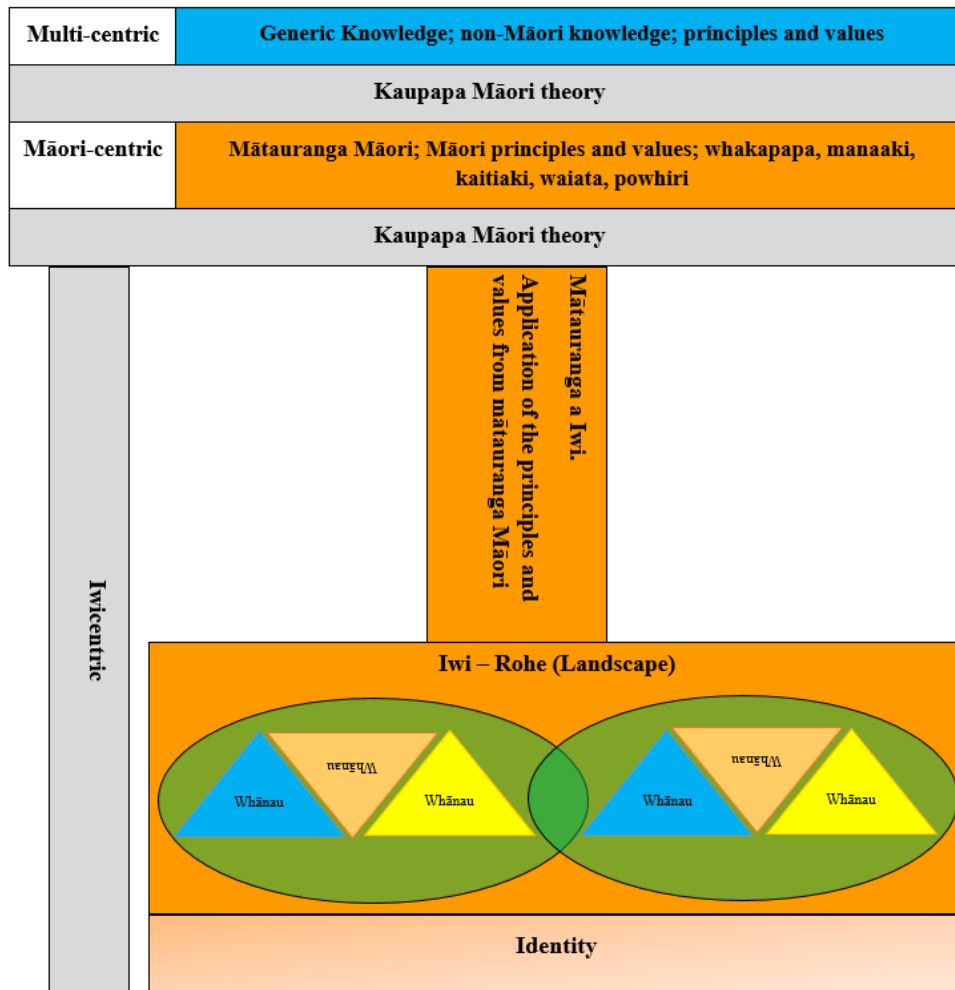 Multi-centric
Generic Knowledge; non-Māori knowledge; principles and values
Kaupapa Māori theory
Māori-centric
Mātauranga Māori; Māori principles and values; whakapapa, manaaki,
kaitiaki, waiata, powhiri
Kaupapa Māori theory
Mātauranga a Iwi.
Application of the principles and
values from mātauranga Māori
Iwicentric
Iwi – Rohe (Landscape)
Whānau
Whānau
Whānau
Whānau
Whānau
Whānau
Identity